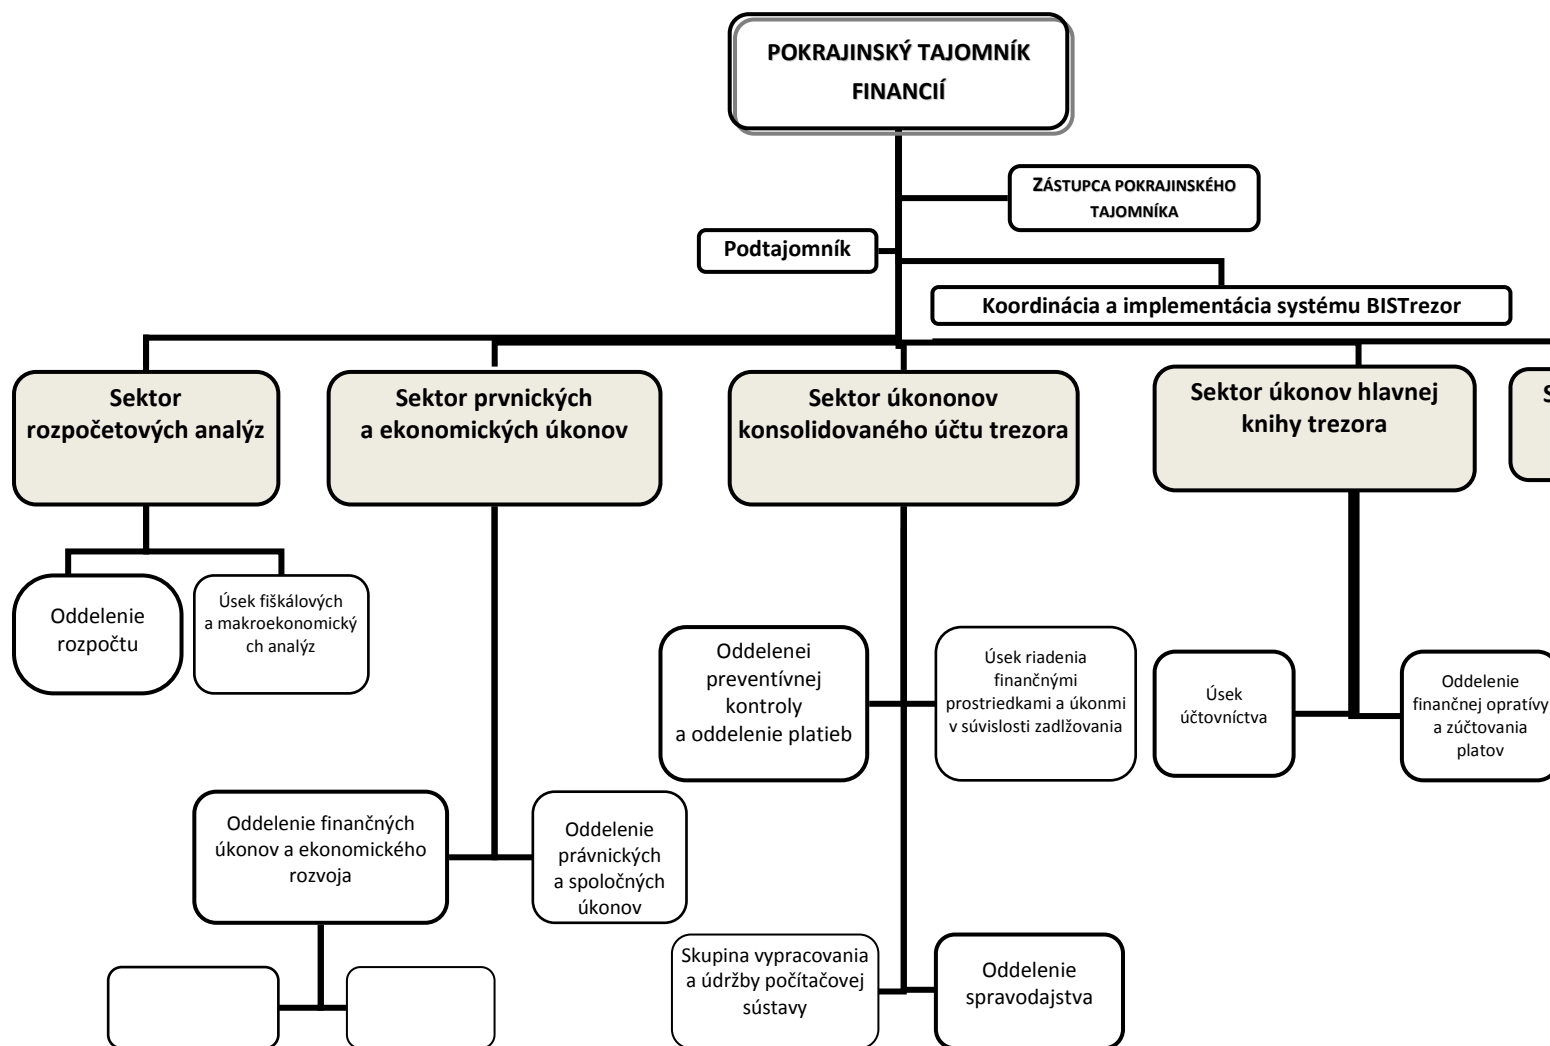 POKRAJINSKÝ TAJOMNÍK
FINANCIÍ
ZÁSTUPCA POKRAJINSKÉHO
TAJOMNÍKA
Podtajomník
Koordinácia a implementácia systému BISTrezor
Sektor
rozpočetových analýz
Sektor prvnických
a ekonomických úkonov
Sektor úkononov
konsolidovaného účtu trezora
Sektor úkonov hlavnej
knihy trezora
S
Oddelenie
rozpočtu
Úsek fiškálových
a makroekonomický
ch analýz
Oddelenei
preventívnej
kontroly
a oddelenie platieb
Úsek riadenia
finančnými
prostriedkami a úkonmi
v súvislosti zadlžovania
Úsek
účtovníctva
Oddelenie
finančnej opratívy
a zúčtovania
platov
Oddelenie finančných
úkonov a ekonomického
rozvoja
Oddelenie
právnických
a spoločných
úkonov
Skupina vypracovania
a údržby počítačovej
sústavy
Oddelenie
spravodajstva